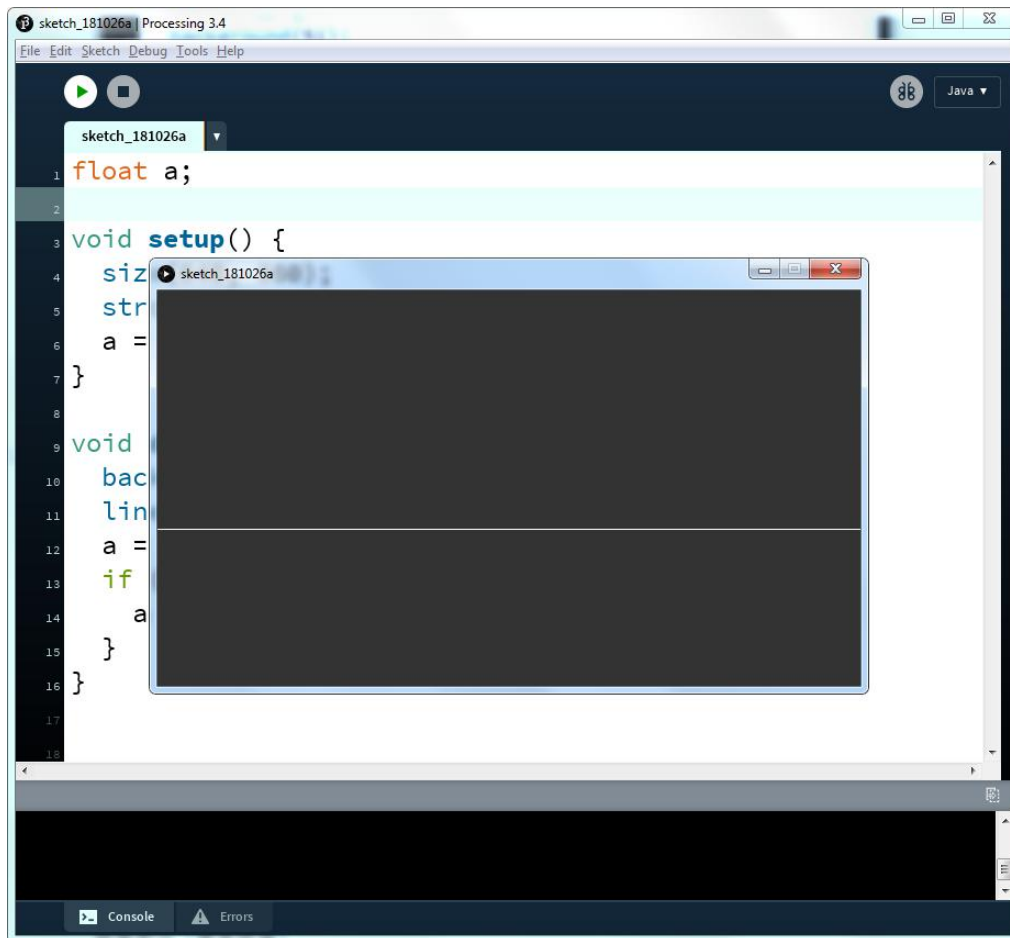 sketch_181026a | Processing 3.4
File Edit Sketch Debug Tools Help
Java ▼
sketch_181026a ▼
1 float a;
2
3 void setup() {
sketch_181026a
4 siz
5 str
6 a =
7 }
8
9 void
10 bac
11 lin
12 a =
13 if
14 a
15 }
16 }
17
18
Console Errors